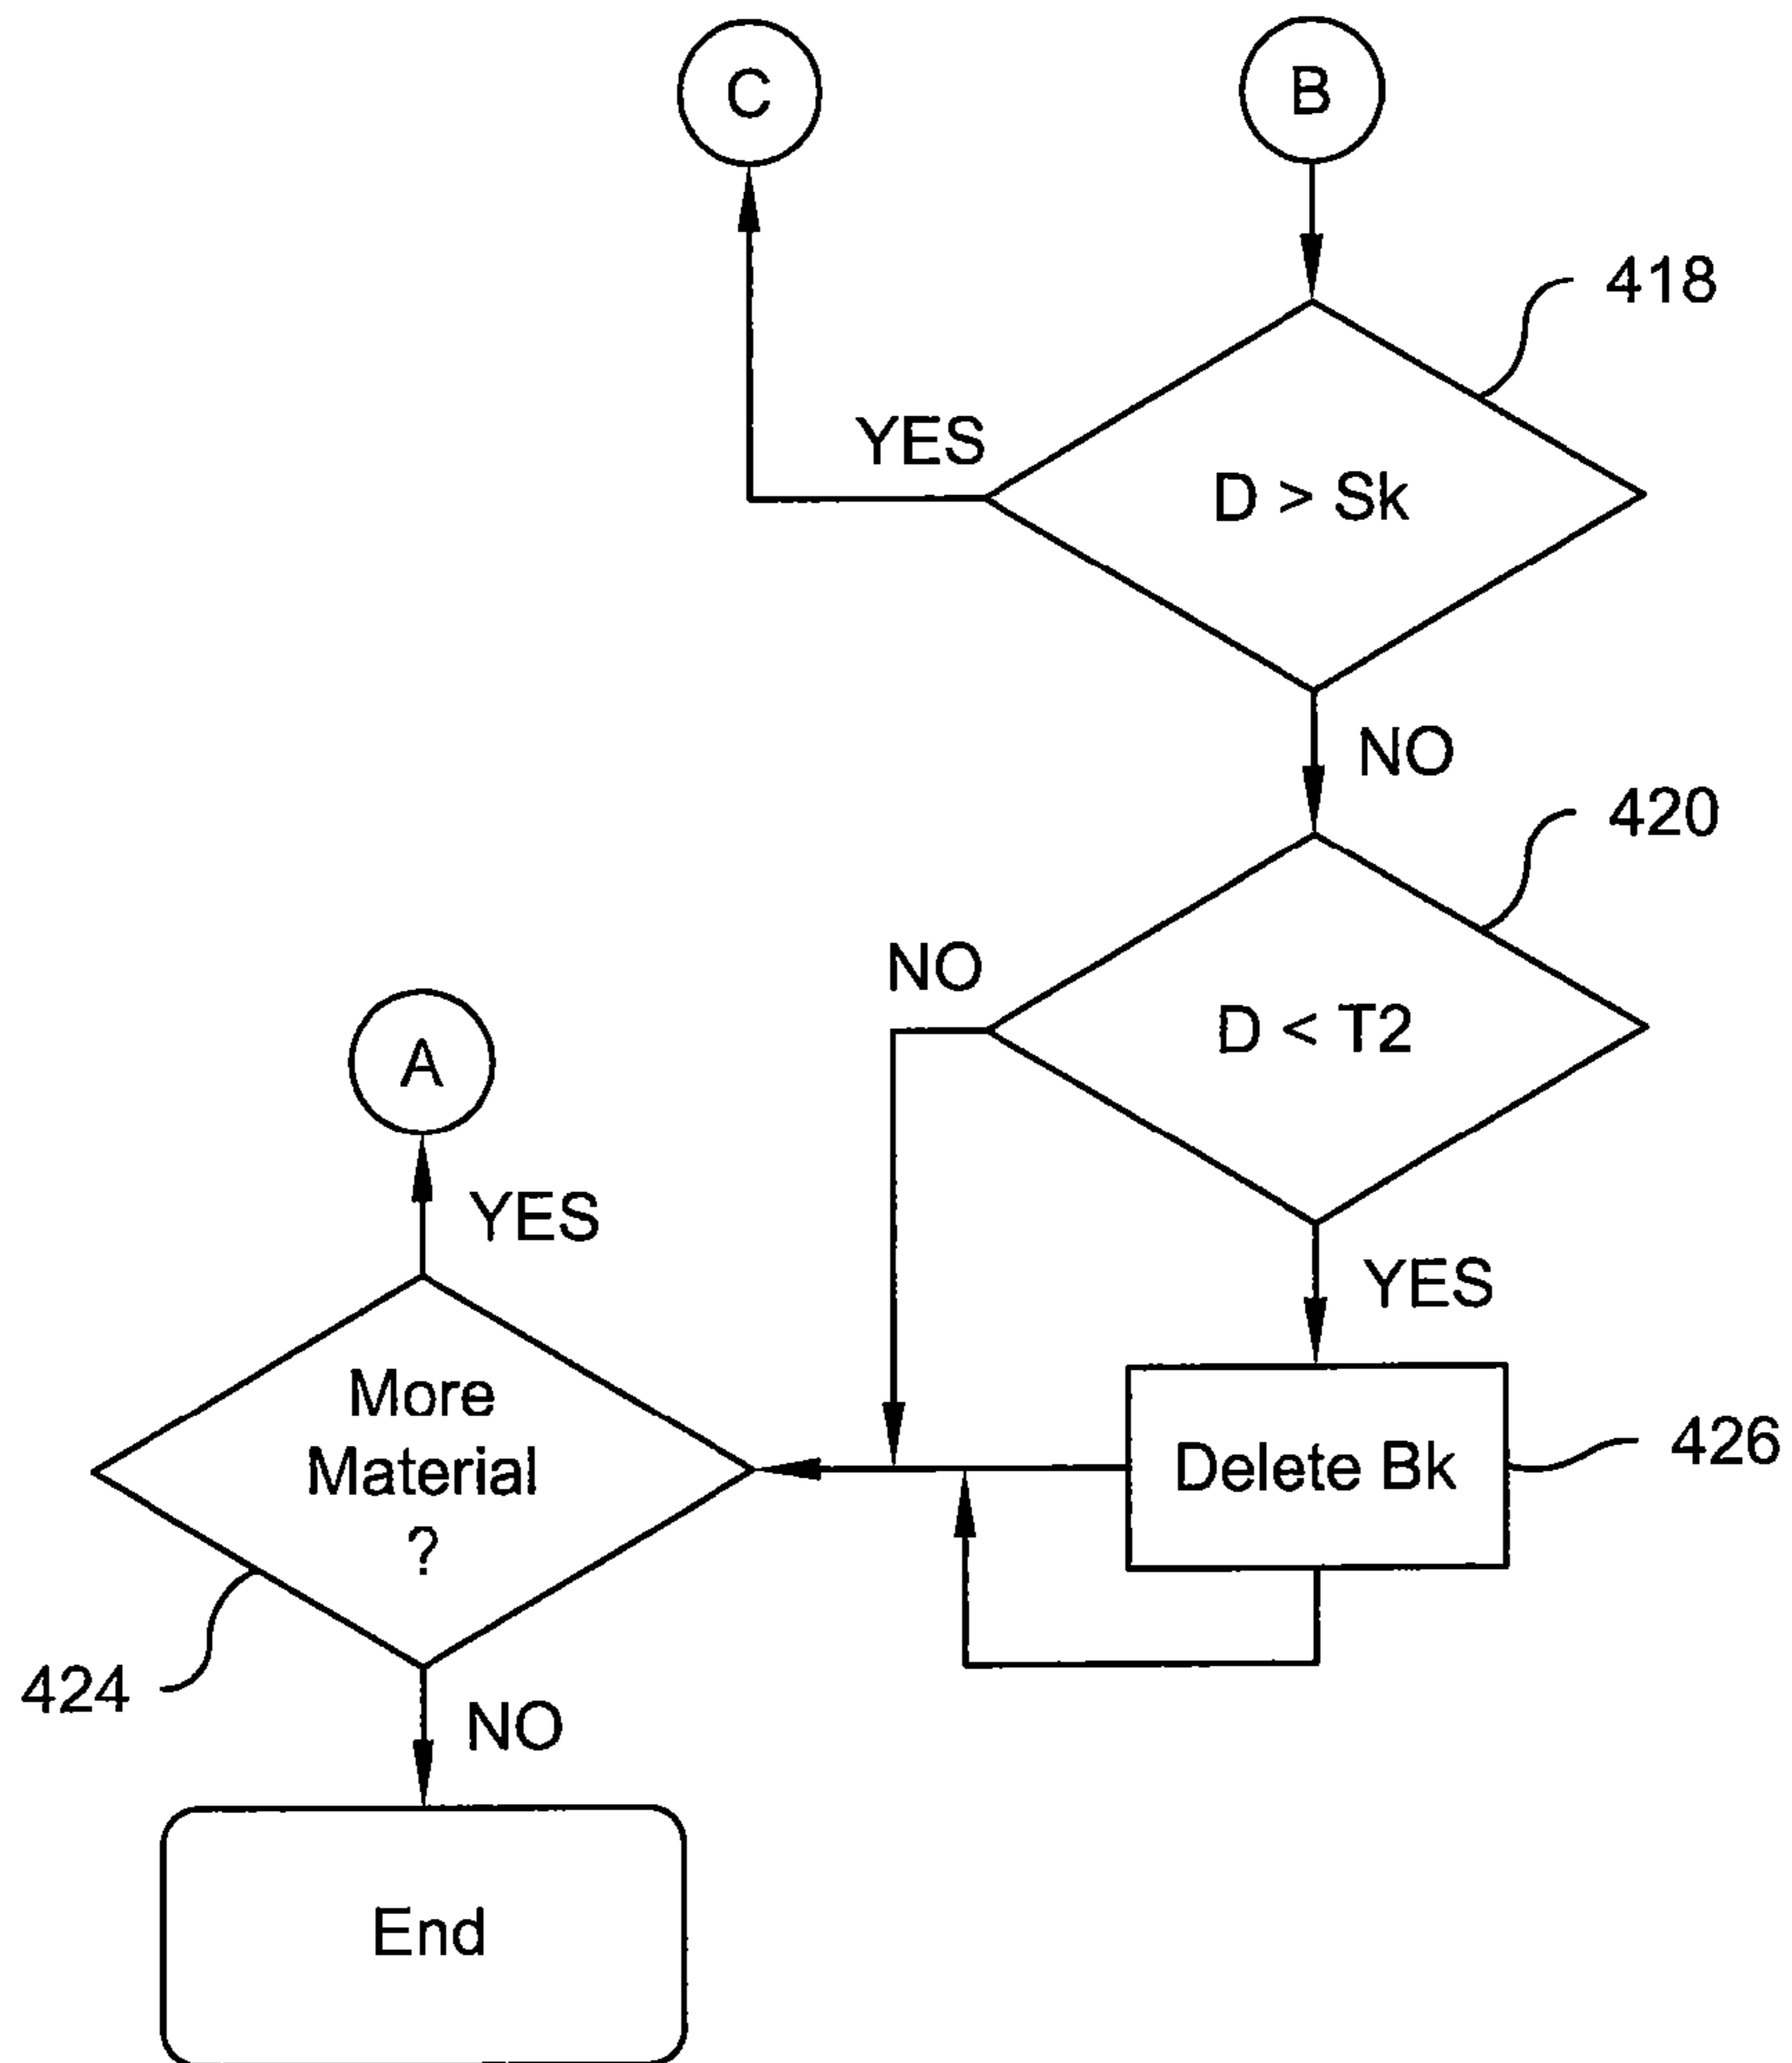 C
B
418
YES
D > Sk
NO
420
NO
D < T2
A
YES
YES
More
Material
?
Delete Bk
426
424
NO
End